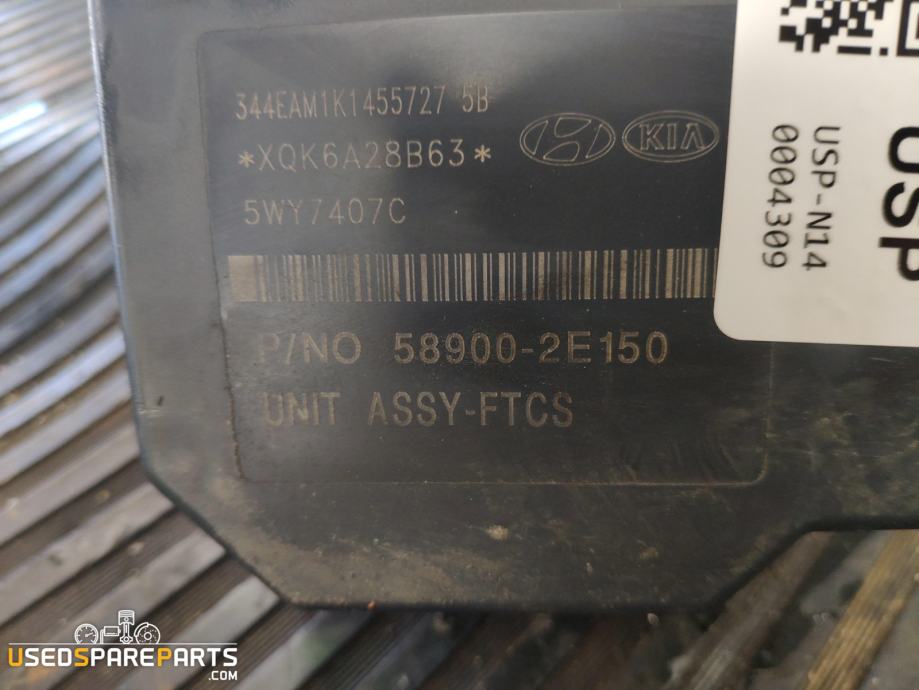 344EAM1K1455727 5B
*XQK6A28B63*
5WY7407C
KIA
P/NO 58900-2E150
UNIT ASSY-FTCS
USP
USP-N14
0004309
USEDSPAREPARTS
.COM